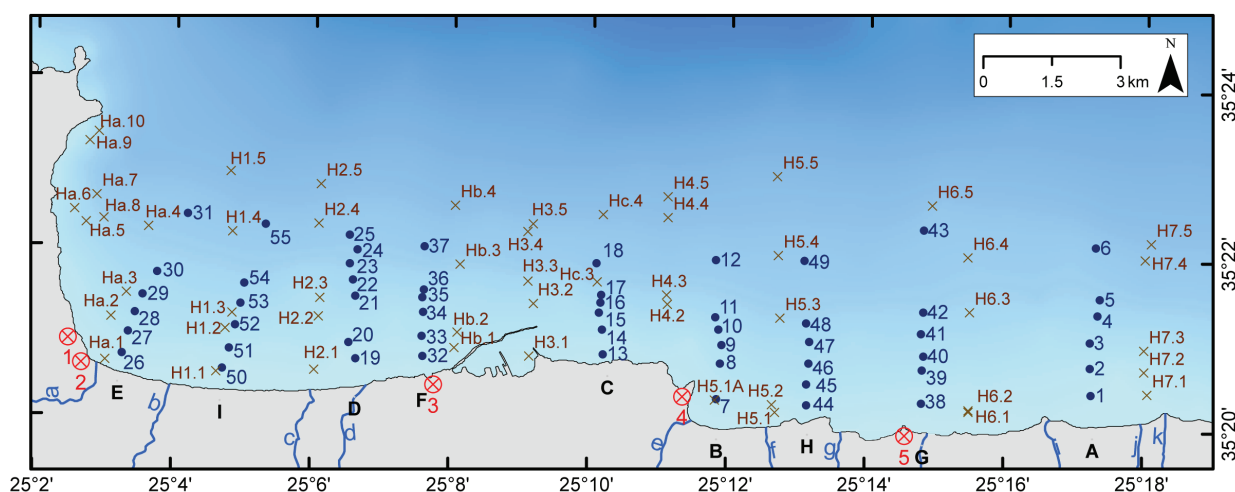 N
0 1.5 3 km
35°24'
35°22'
35°20'
25°2' 25°4' 25°6' 25°8' 25°10' 25°12' 25°14' 25°16' 25°18'
Ha.10
Ha.9
Ha.7
Ha.6
Ha.8
Ha.5
Ha.4
Ha.3
Ha.2
Ha.1
H1.5
H1.4
H1.3
H1.2
H1.1
H2.5
H2.4
H2.3
H2.2
H2.1
Hb.4
Hb.3
Hb.2
Hb.1
H3.5
H3.4
H3.3
H3.2
H3.1
Hc.4
Hc.3
H4.5
H4.4
H4.3
H4.2
H5.5
H5.4
H5.3
H5.2
H5.1A
H5.1
H6.5
H6.4
H6.3
H6.2
H6.1
H7.5
H7.4
H7.3
H7.2
H7.1
31
30
29
28
27
26
55
54
53
52
51
50
25
24
23
22
21
20
19
37
36
35
34
33
32
18
17
16
15
14
13
12
11
10
9
8
7
49
48
47
46
45
44
43
42
41
40
39
38
6
5
4
3
2
1
1
2
3
4
5
E I D F C B H G A
a b c d e f g i j k